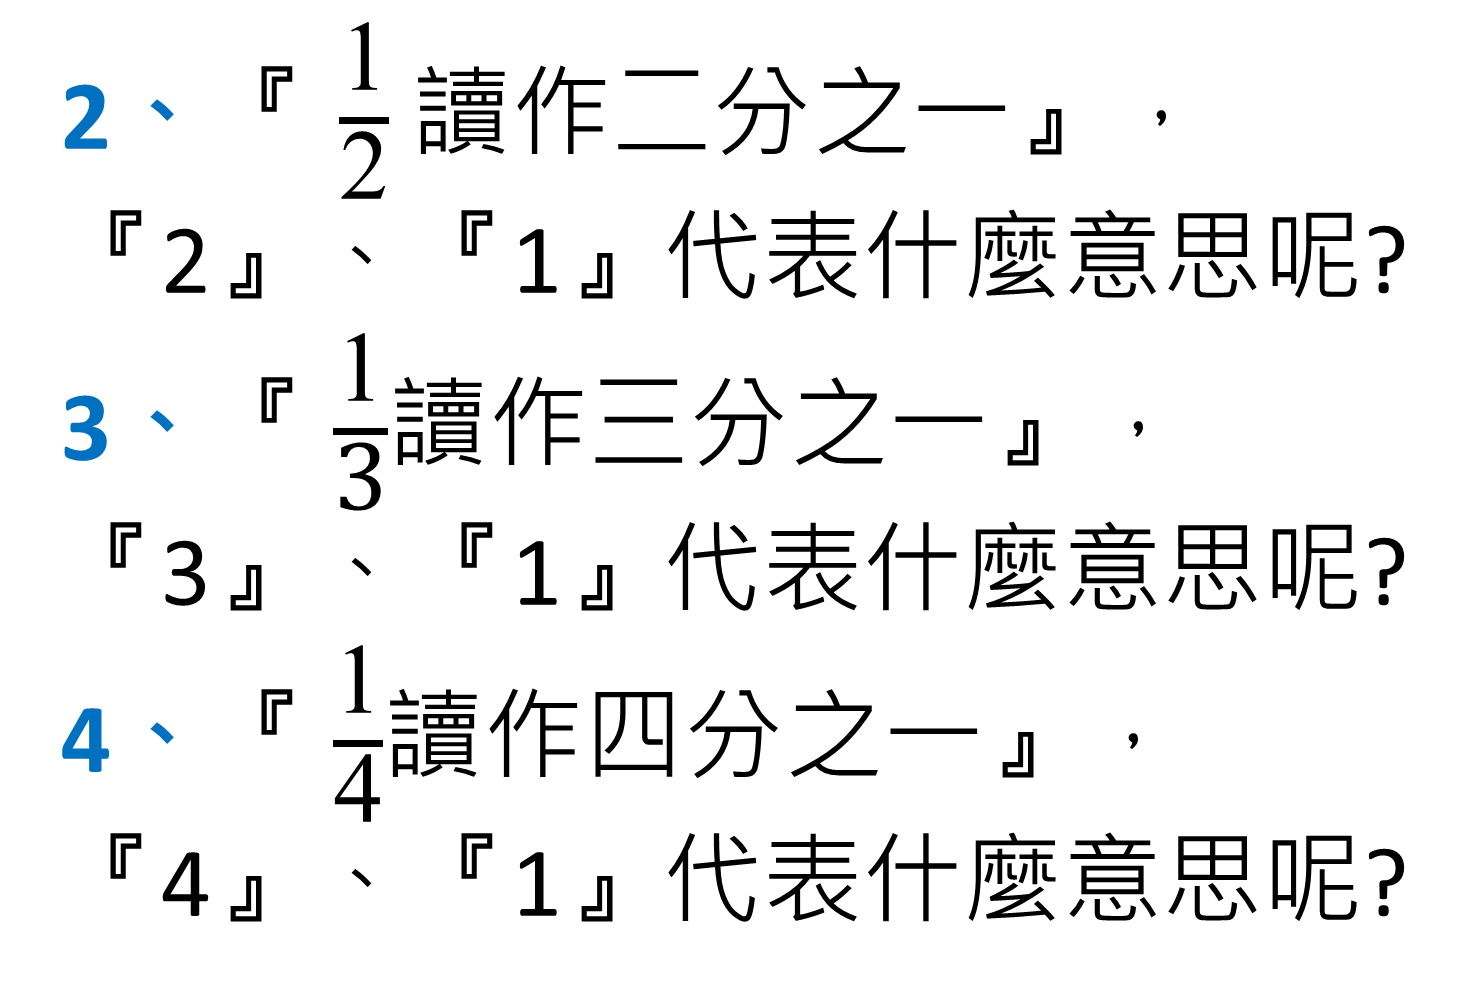 2、『1/2讀作二分之一』，
『2』、『1』代表什麼意思呢?
3、『1/3讀作三分之一』，
『3』、『1』代表什麼意思呢?
4、『1/4讀作四分之一』，
『4』、『1』代表什麼意思呢?